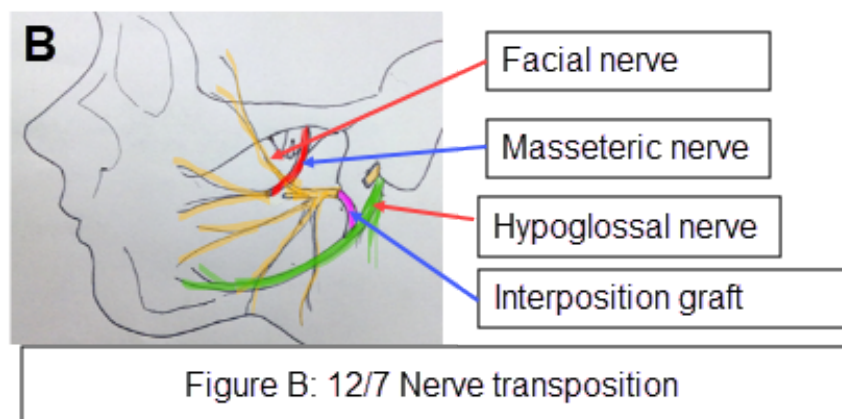 B
Facial nerve
Masseteric nerve
Hypoglossal nerve
Interposition graft
Figure B: 12/7 Nerve transposition